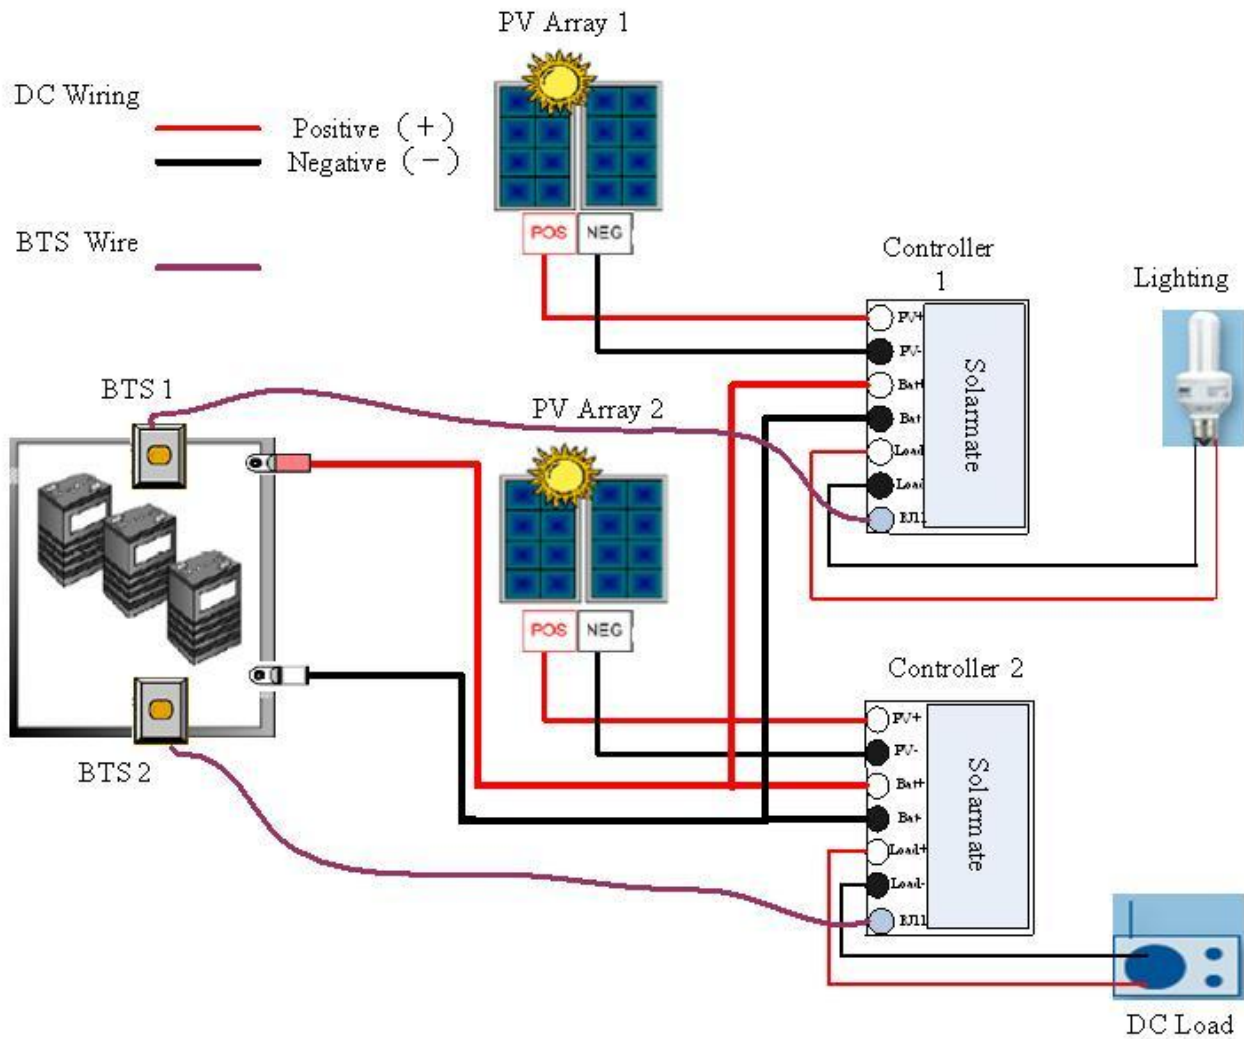 PV Array 1
DC Wiring
Positive (+)
Negative (-)
BTS Wire
POS NEG
Controller
1
Lighting
PV+
PV-
Bat+
Bat
Load
Load
RJ11
Solarmate
BTS 1
PV Array 2
POS NEG
BTS 2
Controller 2
PV+
PV-
Bat+
Bat
Load+
Load-
RJ11
Solarmate
DC Load